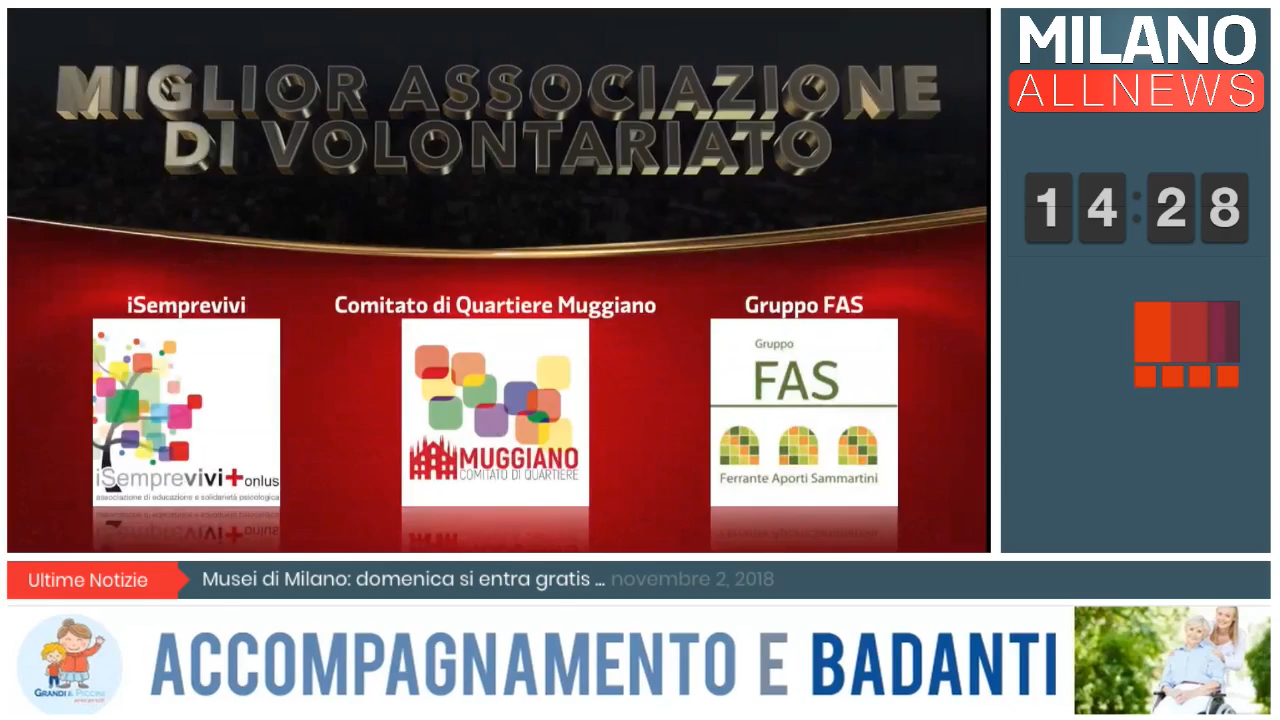 MIGLIOR ASSOCIAZIONE
DI VOLONTARIATO
MILANO
ALLNEWS
14:28
iSemprevivi
Comitato di Quartiere Muggiano
Gruppo FAS
iSemprevivi+onlus
associazione di educazione e solidarietà psicologica
MUGGIANO
COMITATO DI QUARTIERE
Gruppo
FAS
Ferrante Aporti Sammartini
Ultime Notizie
Musei di Milano: domenica si entra gratis ... novembre 2, 2018
GRANDI & PICCINI
ACCOMPAGNAMENTO E BADANTI